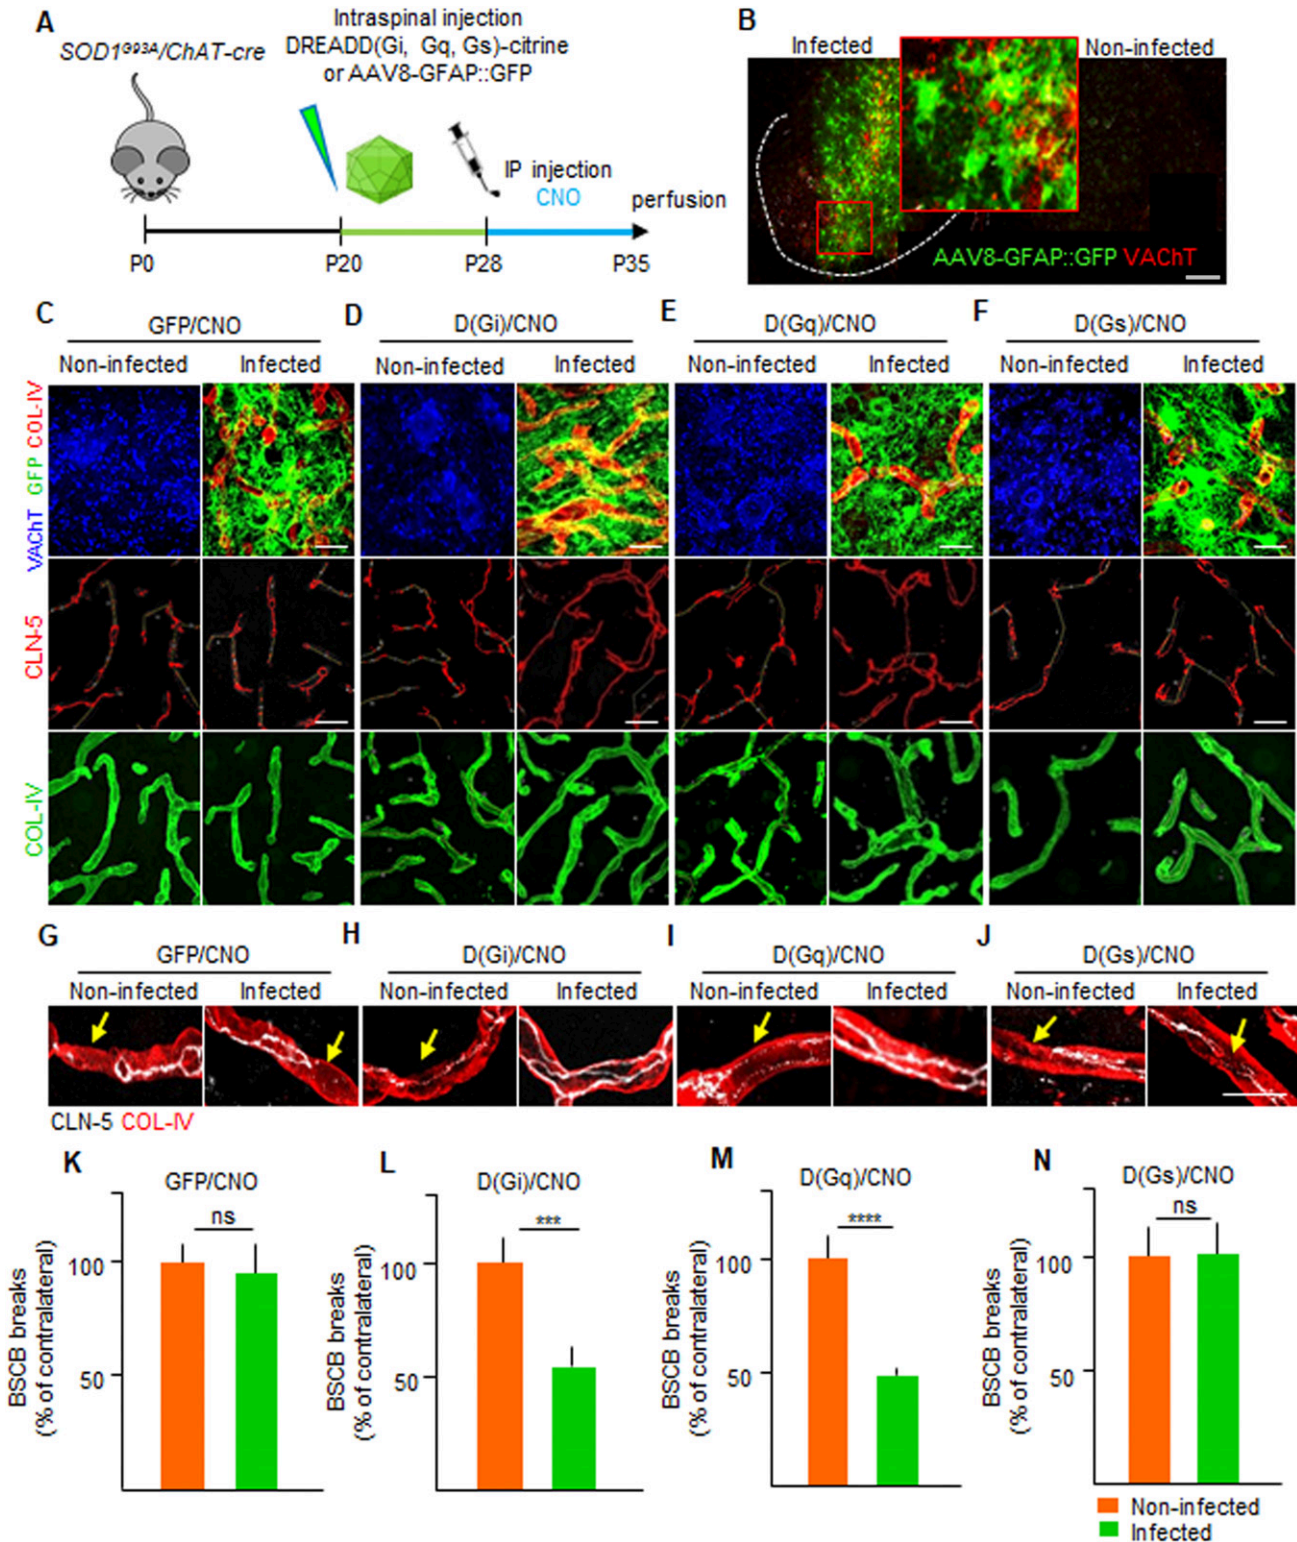 A
Intraspinal injection
DREADD(Gi, Gq, Gs)-citrine
or AAV8-GFAP::GFP
SOD1ᴳ⁹³ᴬ/ChAT-cre
IP injection
CNO
perfusion
P0 P20 P28 P35
B
Infected Non-infected
AAV8-GFAP::GFP VAChT
C D E F
GFP/CNO D(Gi)/CNO D(Gq)/CNO D(Gs)/CNO
Non-infected Infected Non-infected Infected Non-infected Infected Non-infected Infected
VAChT GFP COL-IV
CLN-5
COL-IV
G H I J
GFP/CNO D(Gi)/CNO D(Gq)/CNO D(Gs)/CNO
Non-infected Infected Non-infected Infected Non-infected Infected Non-infected Infected
CLN-5 COL-IV
K
GFP/CNO
ns
100
50
BSCB breaks
(% of contralateral)
L
D(Gi)/CNO
***
100
50
BSCB breaks
(% of contralateral)
M
D(Gq)/CNO
****
100
50
BSCB breaks
(% of contralateral)
N
D(Gs)/CNO
ns
100
50
BSCB breaks
(% of contralateral)
Non-infected
Infected